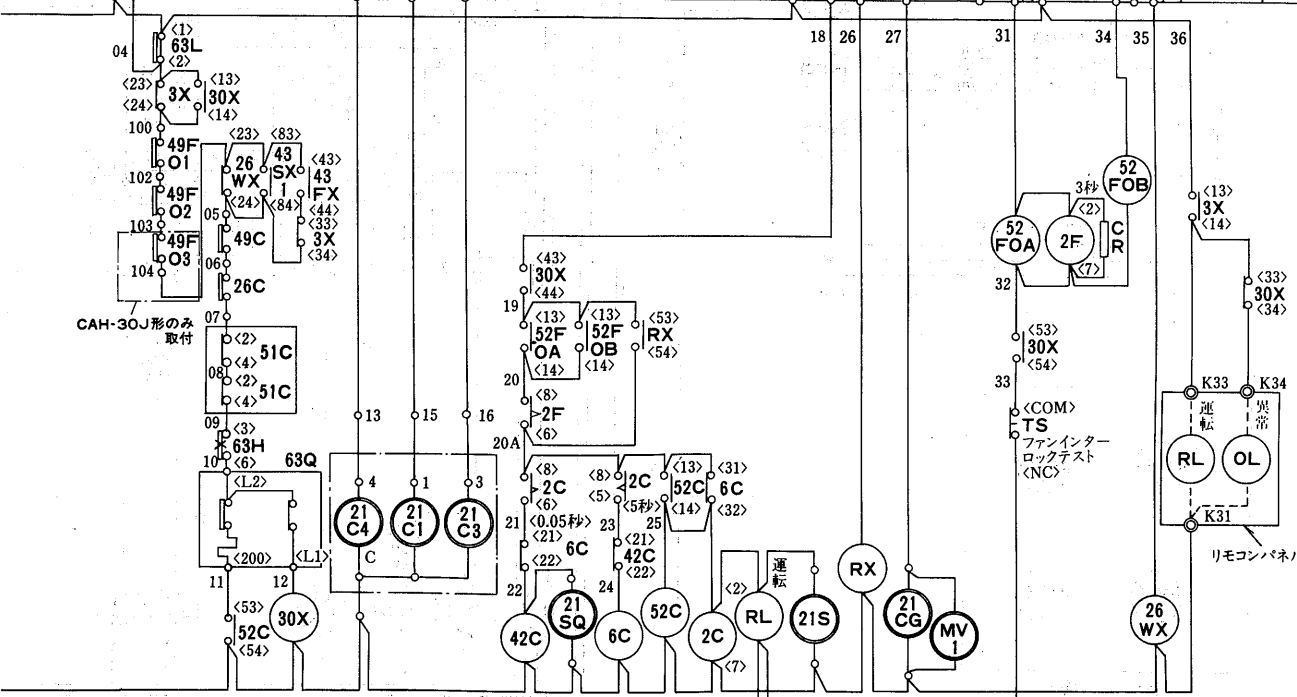 04
<1>
63L
<2>
<23>
3X
<24>
<13>
30X
<14>
100
49F
O1
102
49F
O2
103
49F
O3
104
CAH-30J形のみ
取付
<23>
26
WX
<24>
<83>
43
SX
1
<84>
<43>
43
FX
<44>
<33>
3X
<34>
05
49C
06
26C
07
<2>
51C
<4>
08
<2>
51C
<4>
09
<3>
63H
10
<6>
63Q
<L2>
<200>
<L1>
11
12
<53>
52C
<54>
30X
13
15
16
4
1
3
21
C4
21
C1
21
C3
C
18
26
27
31
34
35
36
<43>
30X
<44>
19
<13>
52F
OA
<14>
<13>
52F
OB
<14>
<53>
RX
<54>
20
<8>
2F
<6>
20A
<8>
2C
<6>
<8>
2C
<5>
<5秒>
<13>
52C
<14>
<31>
6C
<32>
21
<0.05秒>
<21>
6C
<22>
23
<21>
42C
<22>
25
22
24
42C
21
SQ
6C
52C
<2>
2C
<7>
運転
RL
21S
RX
21
CG
MV
1
52
FOB
3秒
52
FOA
<2>
2F
<7>
C
R
32
<53>
30X
<54>
33
<COM>
TS
ファンインター
ロックテスト
<NC>
26
WX
<13>
3X
<14>
<33>
30X
<34>
K33
K34
運転
異常
RL
OL
K31
リモコンパネル